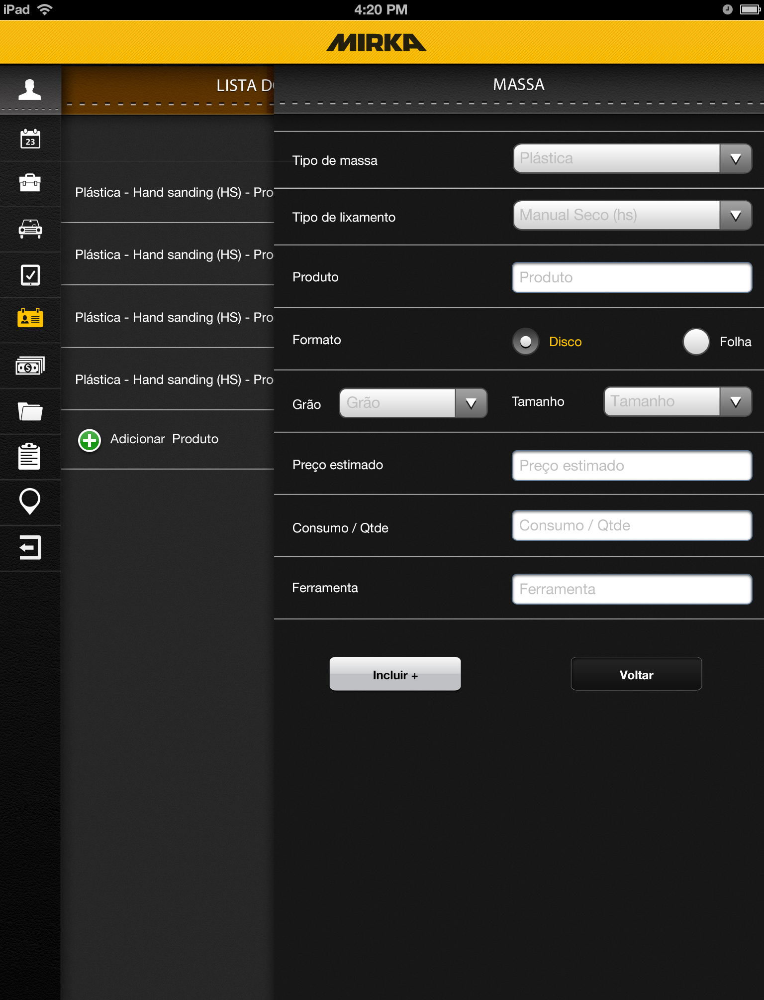 iPad
4:20 PM
MIRKA
LISTA
MASSA
23
Tipo de massa
Plástica
Plástica - Hand sanding (HS) - Pro
Tipo de lixamento
Manual Seco (hs)
Plástica - Hand sanding (HS) - Pro
Produto
Produto
Plástica - Hand sanding (HS) - Pro
Formato
Disco
Folha
Plástica - Hand sanding (HS) - Pro
Grão
Grão
Tamanho
Tamanho
Adicionar Produto
Preço estimado
Preço estimado
Consumo / Qtde
Consumo / Qtde
Ferramenta
Ferramenta
Incluir +
Voltar